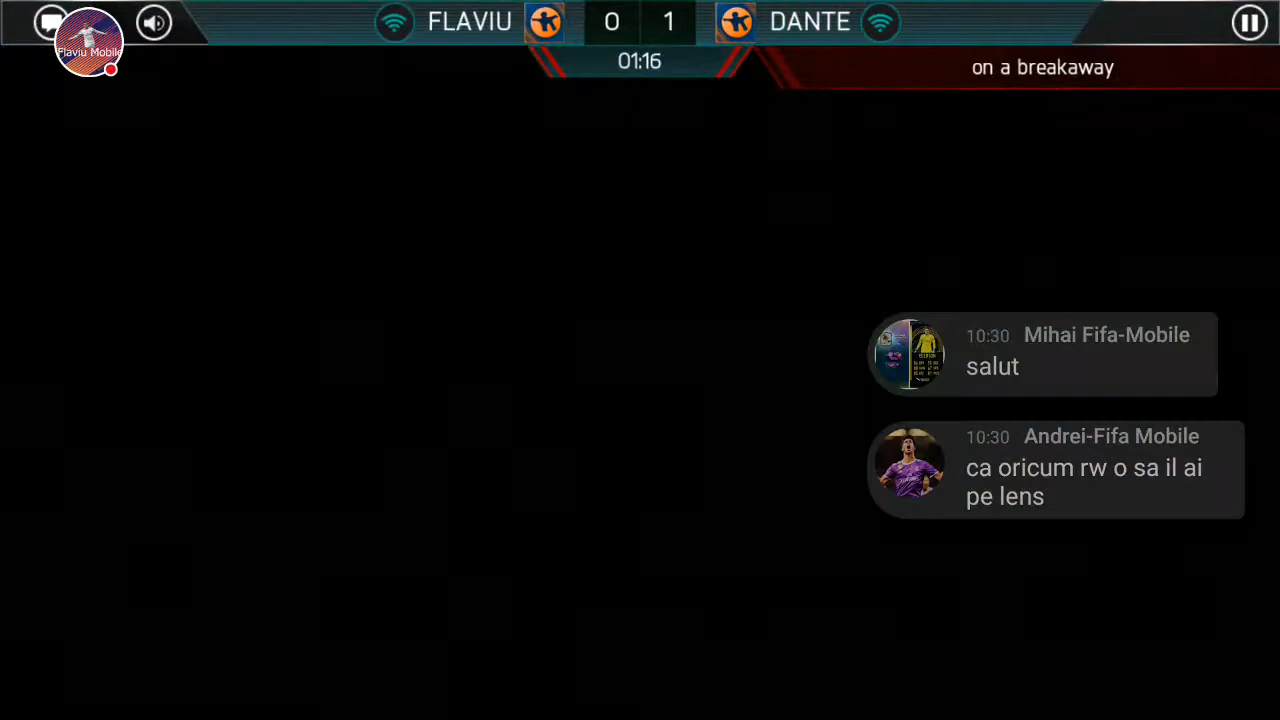 FLAVIU 0 1 DANTE
Flaviu Mobile
01:16
on a breakaway
10:30 Mihai Fifa-Mobile
salut
10:30 Andrei-Fifa Mobile
ca oricum rw o sa il ai
pe lens